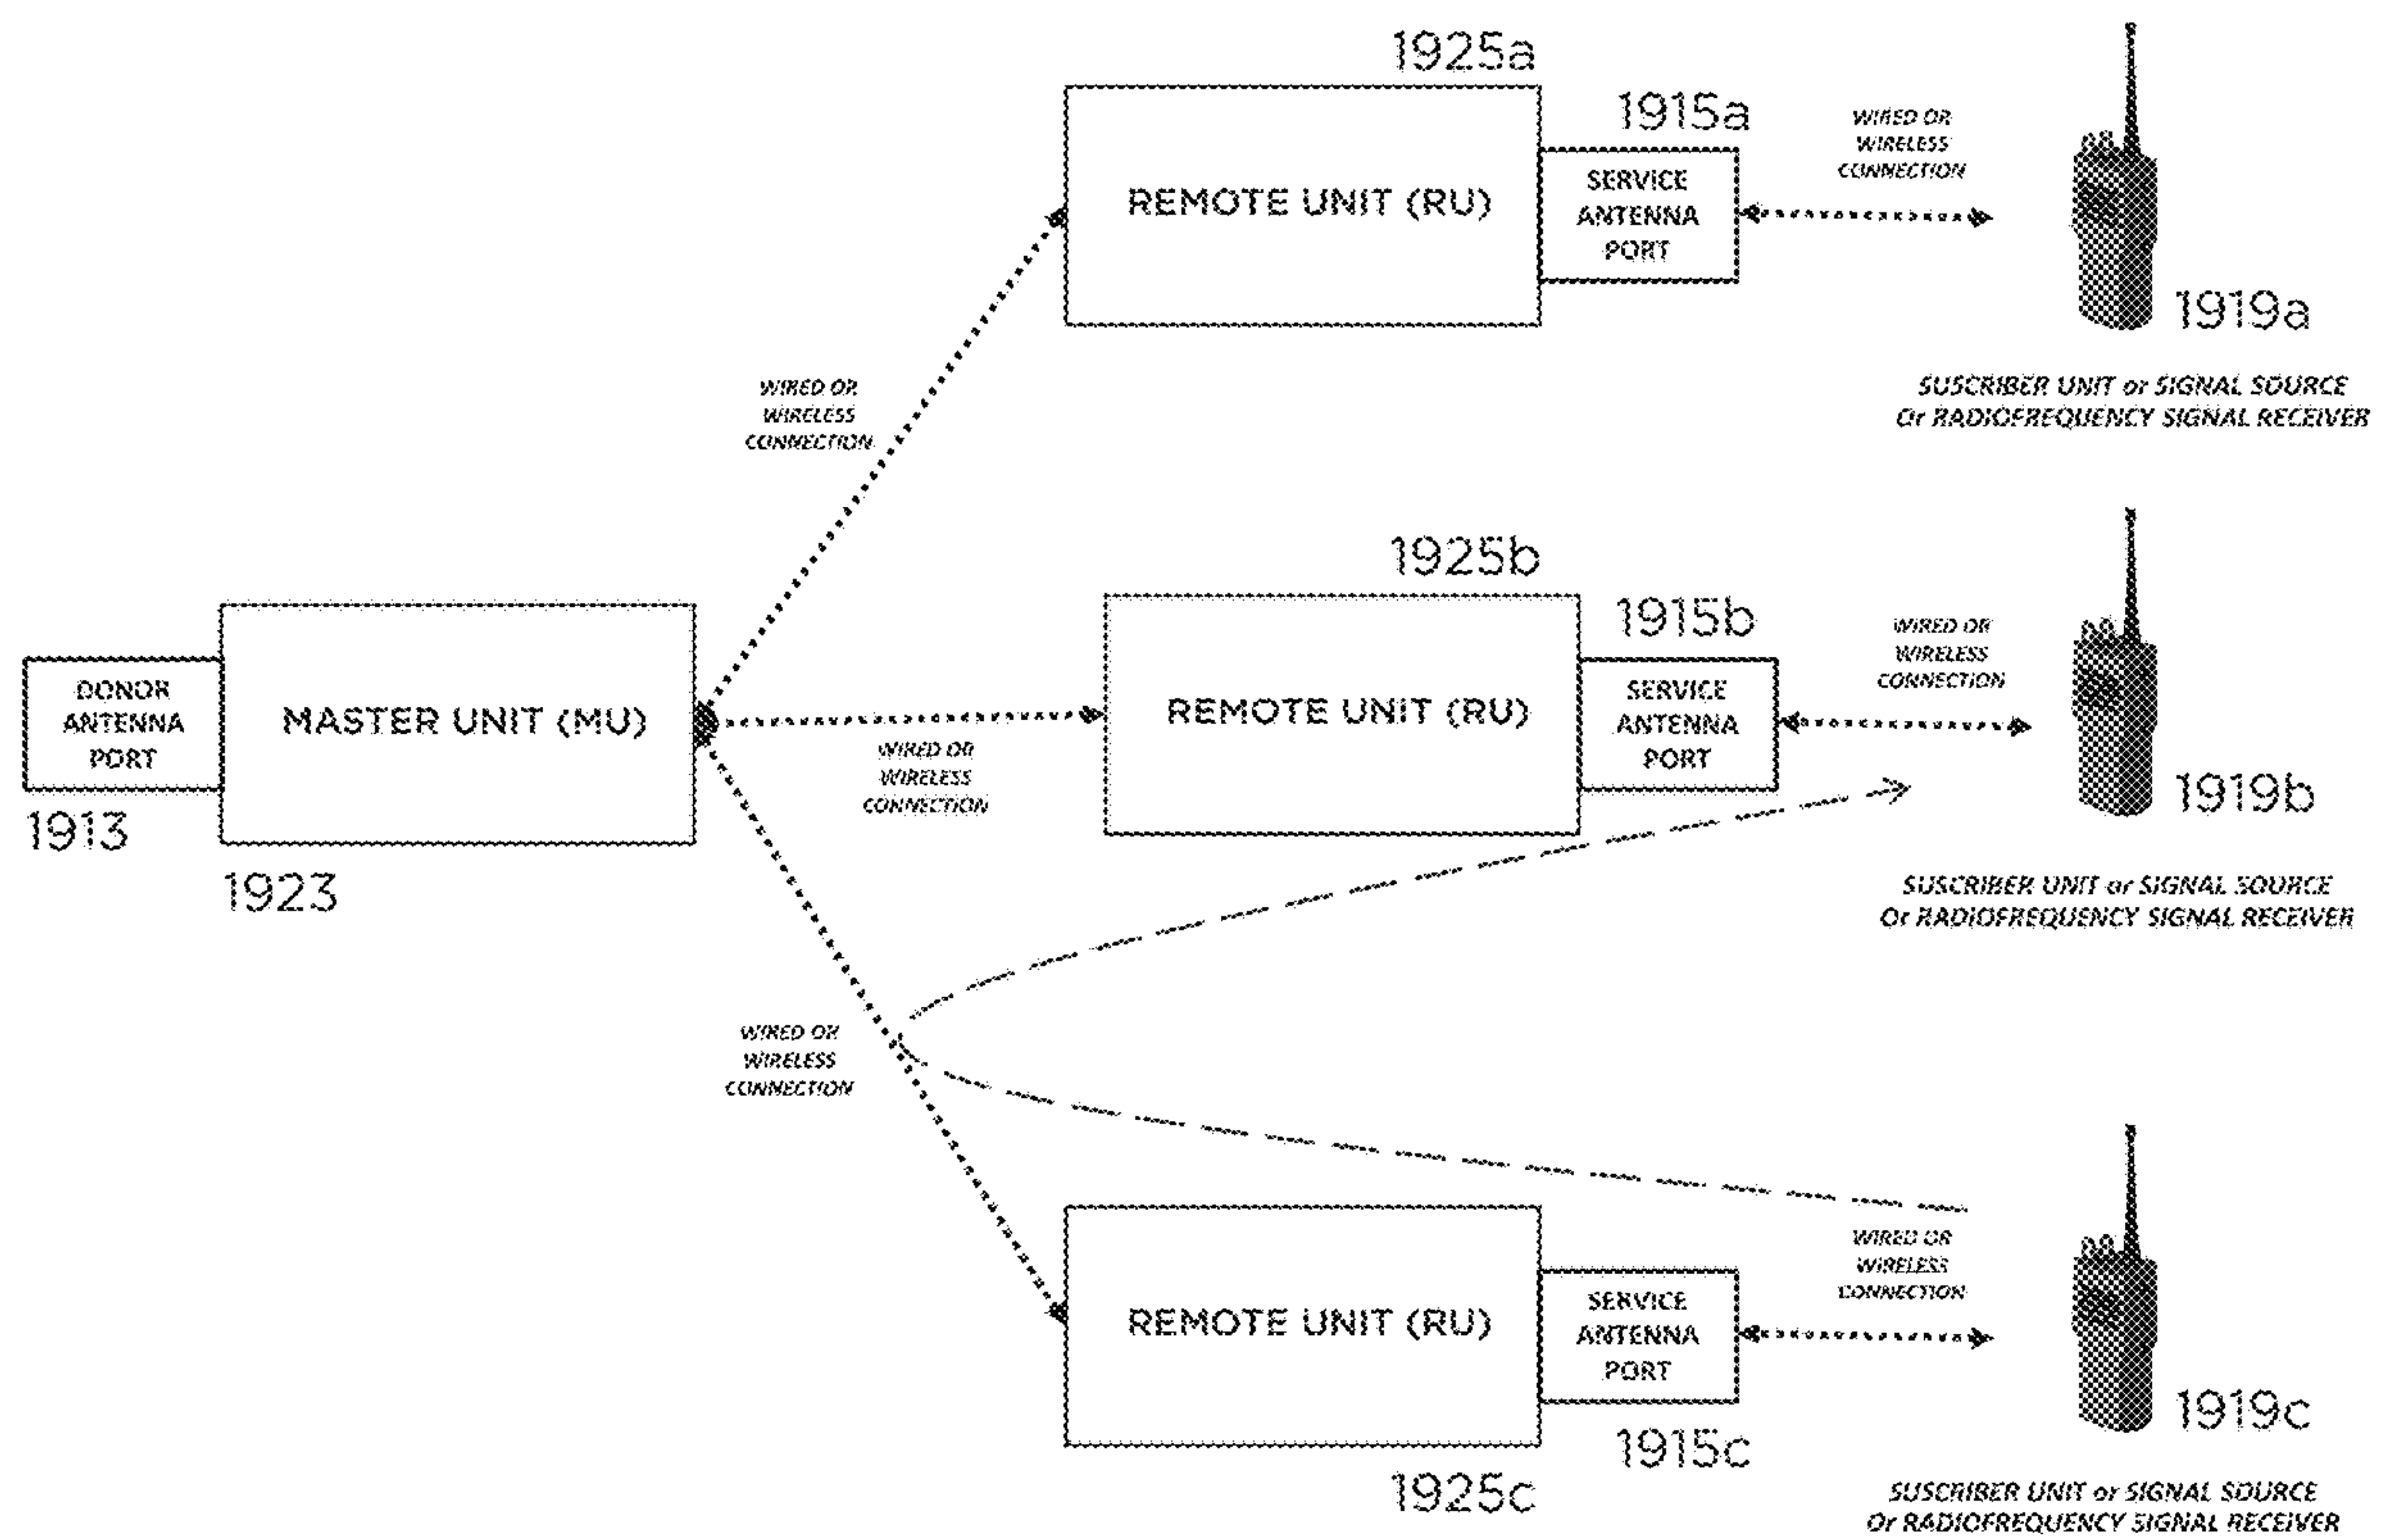 1925a
1915a
REMOTE UNIT (RU)
SERVICE
ANTENNA
PORT
WIRED OR
WIRELESS
CONNECTION
1919a
SUSCRIBER UNIT or SIGNAL SOURCE
Or RADIOFREQUENCY SIGNAL RECEIVER
WIRED OR
WIRELESS
CONNECTION
1925b
1915b
DONOR
ANTENNA
PORT
MASTER UNIT (MU)
1913
1923
WIRED OR
WIRELESS
CONNECTION
REMOTE UNIT (RU)
SERVICE
ANTENNA
PORT
WIRED OR
WIRELESS
CONNECTION
1919b
SUSCRIBER UNIT or SIGNAL SOURCE
Or RADIOFREQUENCY SIGNAL RECEIVER
WIRED OR
WIRELESS
CONNECTION
REMOTE UNIT (RU)
SERVICE
ANTENNA
PORT
WIRED OR
WIRELESS
CONNECTION
1915c
1925c
1919c
SUSCRIBER UNIT or SIGNAL SOURCE
Or RADIOFREQUENCY SIGNAL RECEIVER